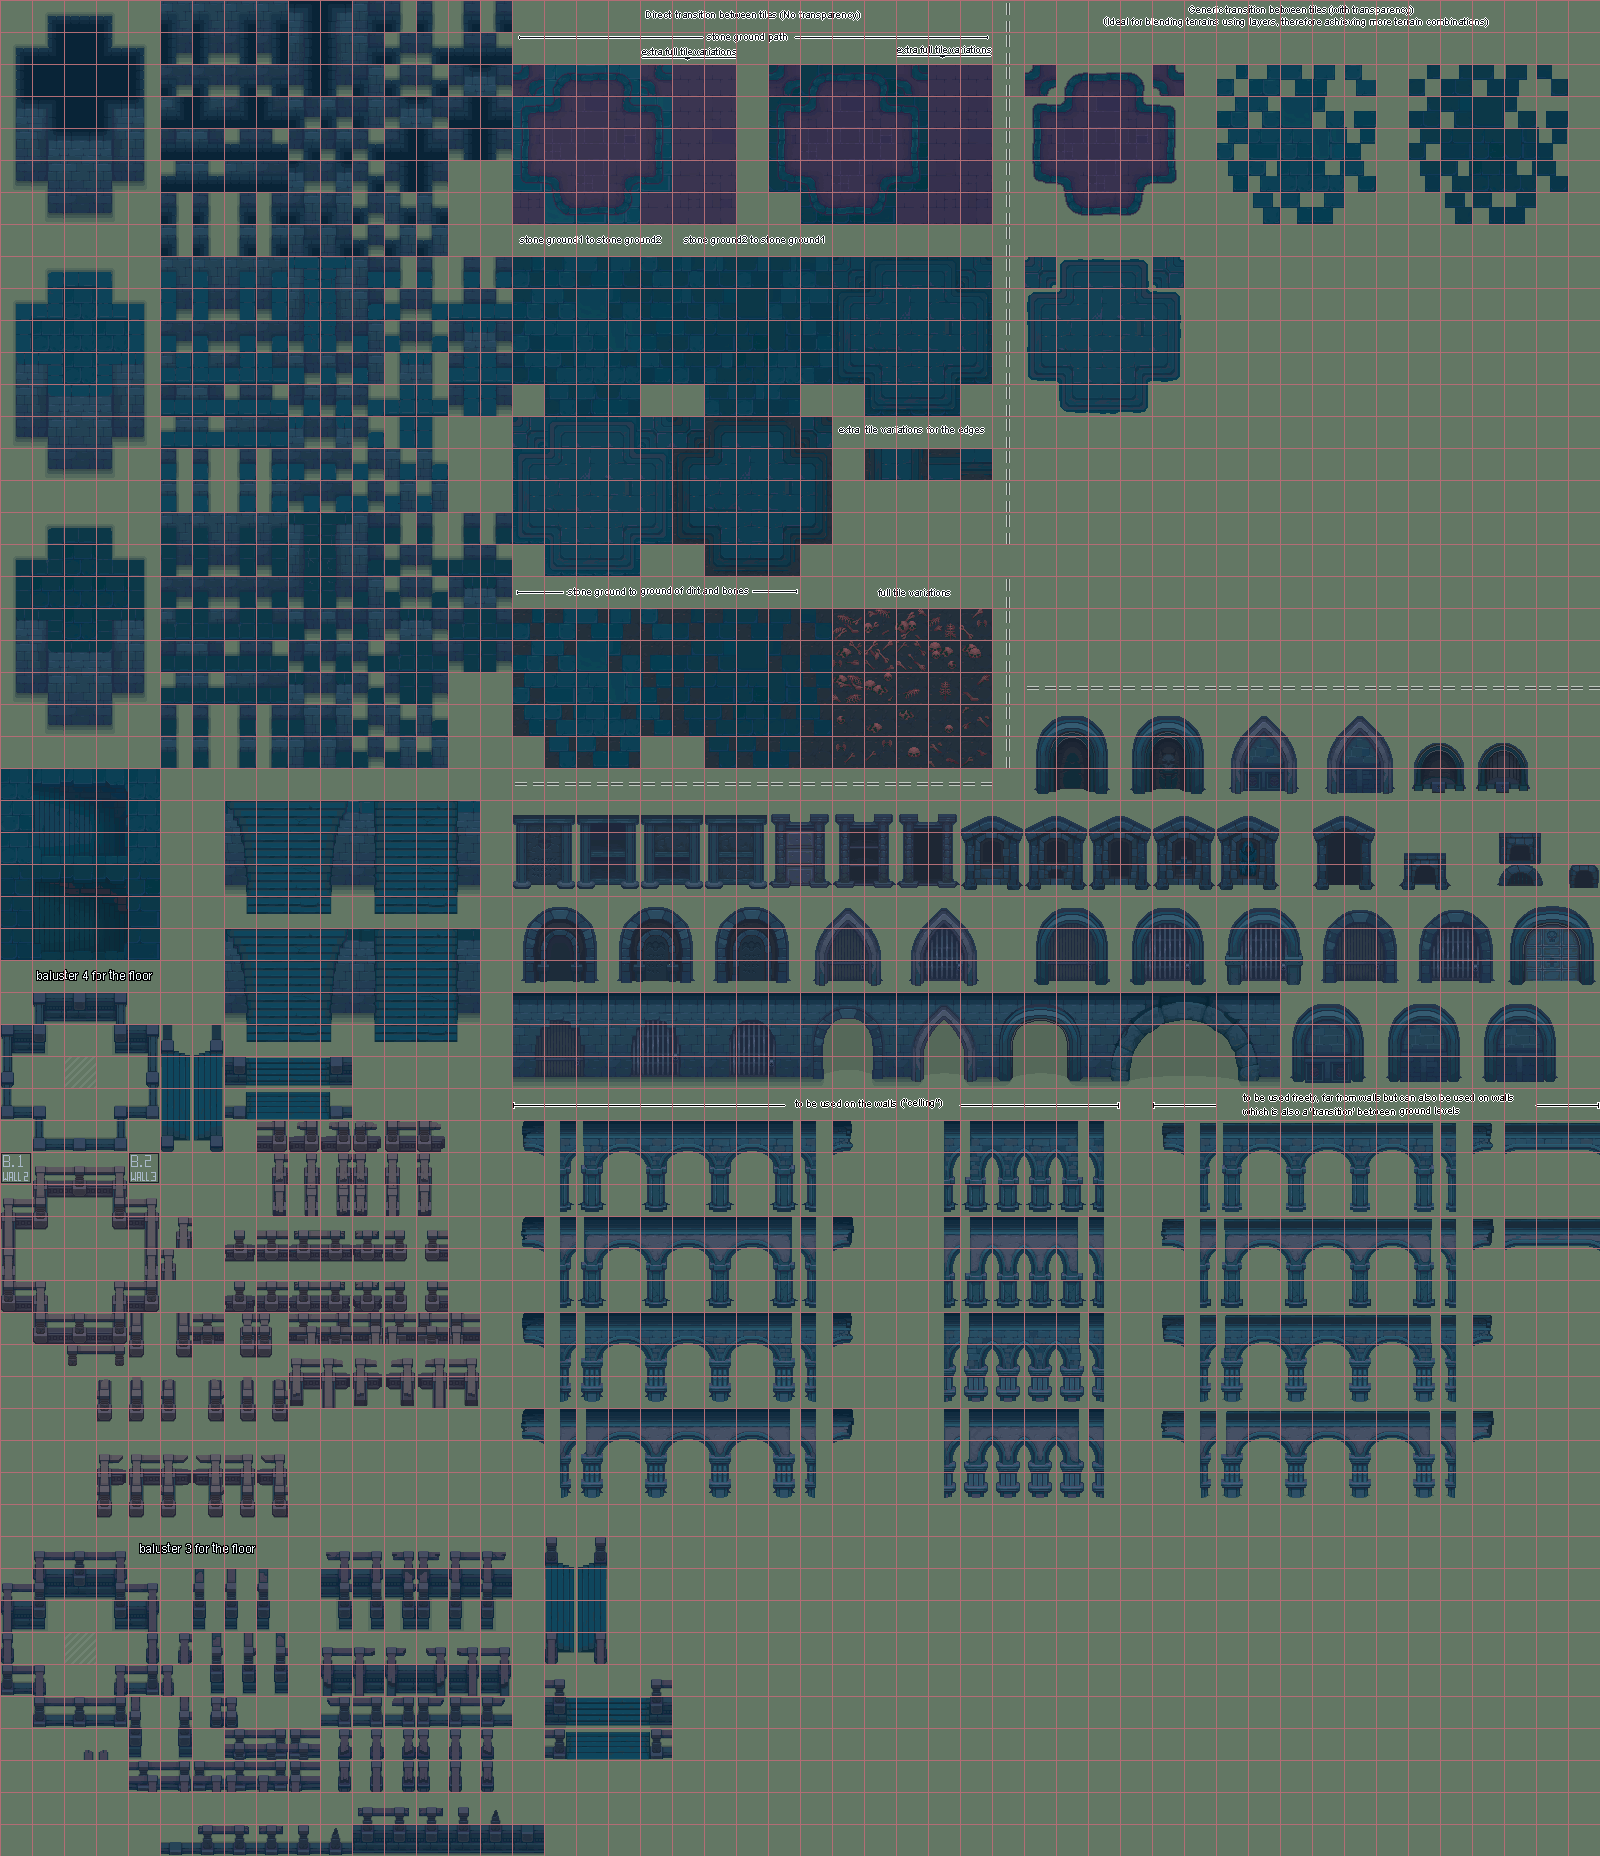 Direct transition between tiles (No transparency)
Generic transition between tiles (with transparency)
(Ideal for blending terrains using layers, therefore achieving more terrain combinations)
stone ground path
extra full tile variations
extra full tile variations
stone ground1 to stone ground2
stone ground2 to stone ground1
extra tile variations for the edges
stone ground to ground of dirt and bones
full tile variations
baluster 4 for the floor
to be used on the walls ("ceiling")
to be used freely, far from walls but can also be used on walls
which is also a 'transition' between ground levels
B.1
WALL 2
B.2
WALL 3
baluster 3 for the floor